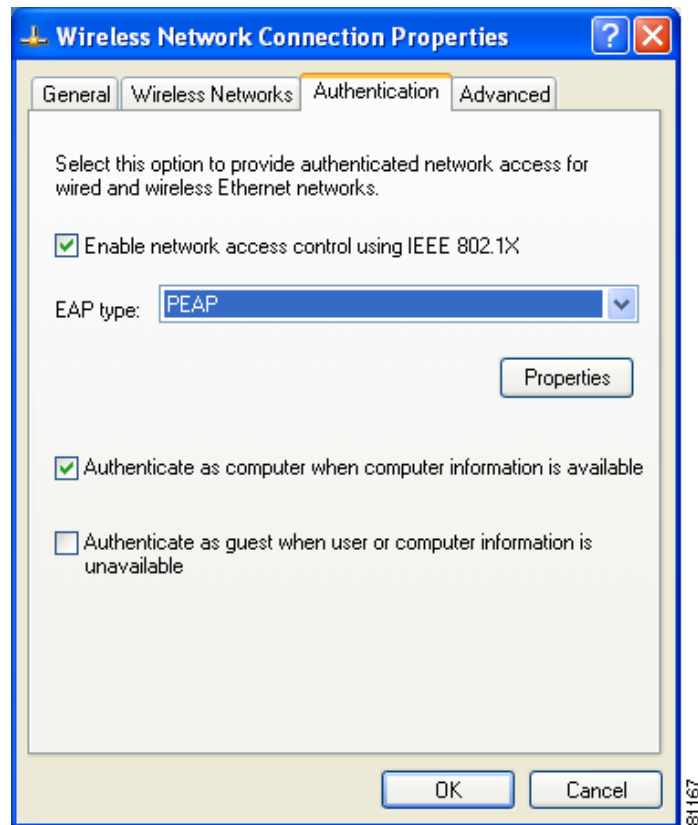 Wireless Network Connection Properties
General Wireless Networks Authentication Advanced
Select this option to provide authenticated network access for
wired and wireless Ethernet networks.
Enable network access control using IEEE 802.1X
EAP type: PEAP
Properties
Authenticate as computer when computer information is available
Authenticate as guest when user or computer information is
unavailable
OK Cancel
81167